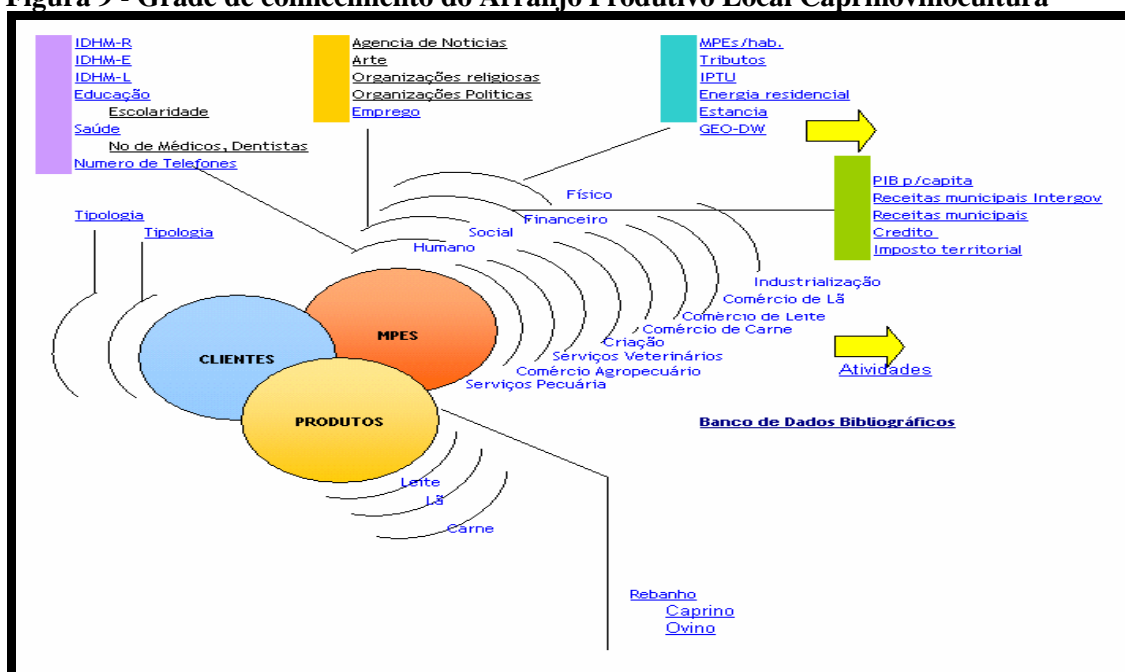 Figura 9 - Grade de conhecimento do Arranjo Produtivo Local Caprinovinocultura
IDHM-R
IDHM-E
IDHM-L
Educação
Escolaridade
Saúde
No de Médicos, Dentistas
Numero de Telefones
Agencia de Noticias
Arte
Organizações religiosas
Organizações Politicas
Emprego
MPEs/hab.
Tributos
IPTU
Energia residencial
Estancia
GEO-DW
PIB p/capita
Receitas municipais Intergov
Receitas municipais
Credito
Imposto territorial
Tipologia
Tipologia
Físico
Financeiro
Social
Humano
Industrialização
Comércio de Lã
Comércio de Leite
Comércio de Carne
Criação
Serviços Veterinários
Comércio Agropecuário
Serviços Pecuária
MPES
CLIENTES
PRODUTOS
Atividades
Banco de Dados Bibliográficos
Leite
Lã
Carne
Rebanho
Caprino
Ovino